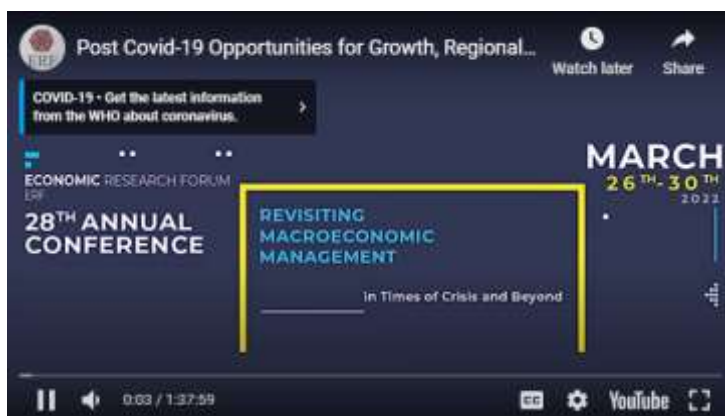 ERF
Post Covid-19 Opportunities for Growth, Regional...
Watch later
Share
COVID-19 • Get the latest information
from the WHO about coronavirus.
ECONOMIC RESEARCH FORUM
ERF
28TH ANNUAL
CONFERENCE
REVISITING
MACROECONOMIC
MANAGEMENT
in Times of Crisis and Beyond
MARCH
26TH-30TH
2022
0:03 / 1:37:59
CC
YouTube